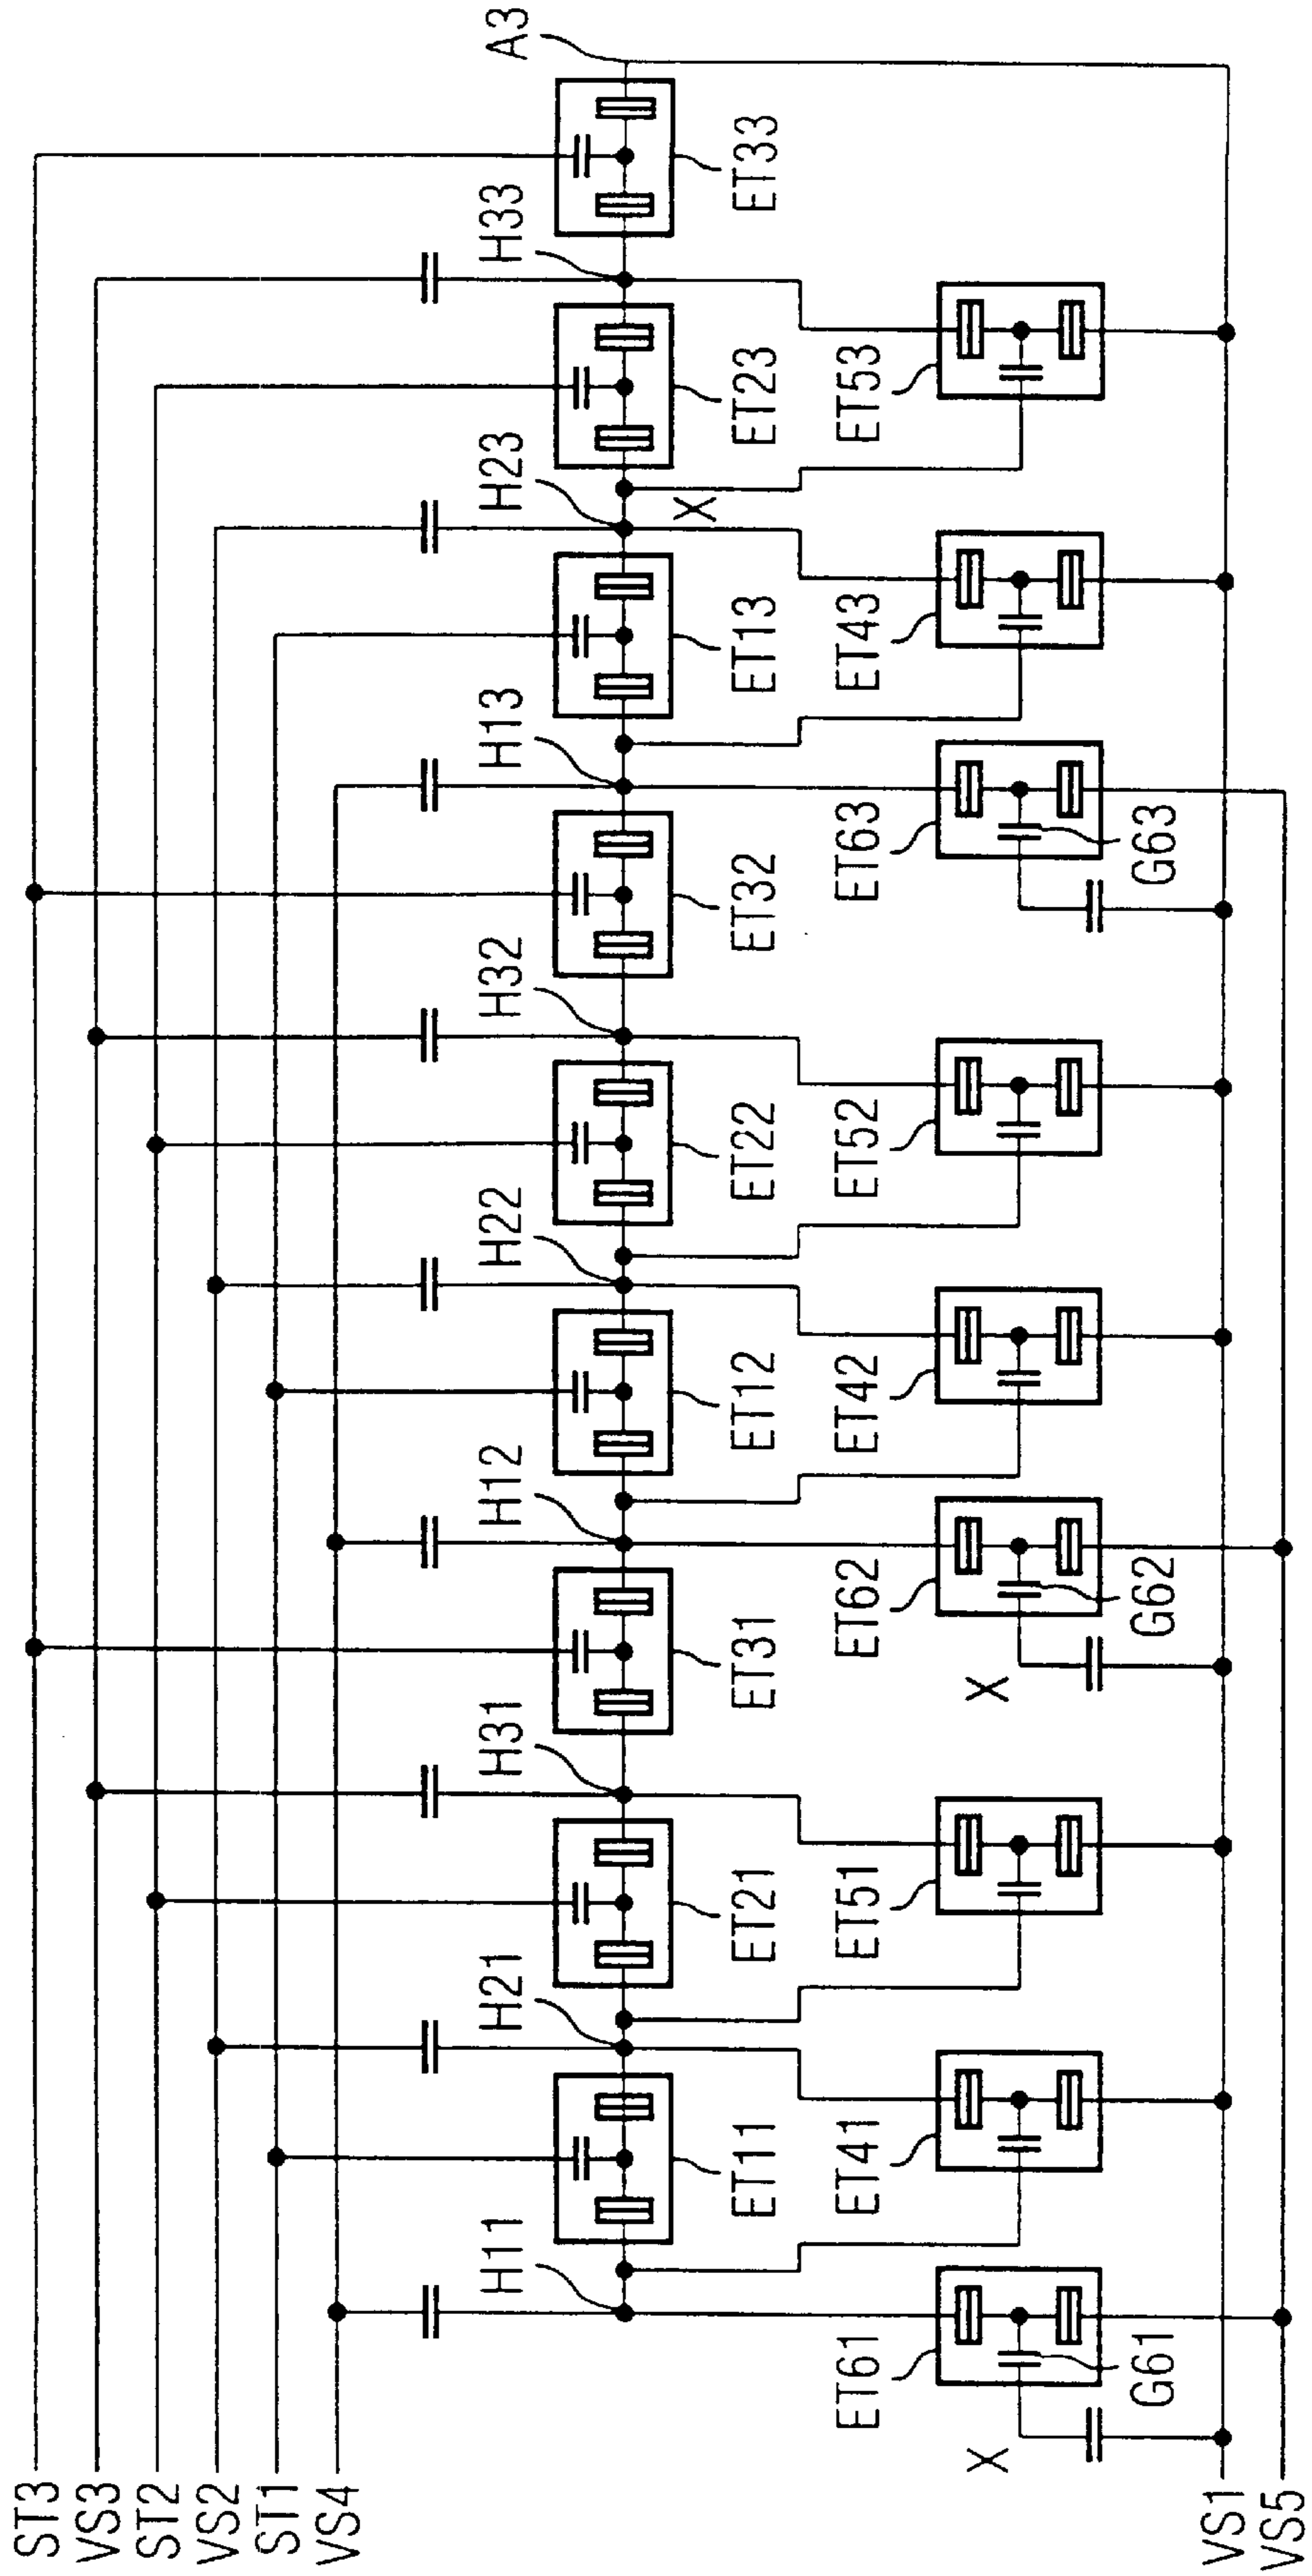 ST3
VS3
ST2
VS2
ST1
VS4
A3
H11
H21
H31
H12
H22
H32
H13
H23
H33
ET11
ET21
ET31
ET12
ET22
ET32
ET13
ET23
X
ET33
ET61
ET41
ET51
ET62
ET42
ET52
ET63
ET43
ET53
X
G61
X
G62
G63
VS1
VS5